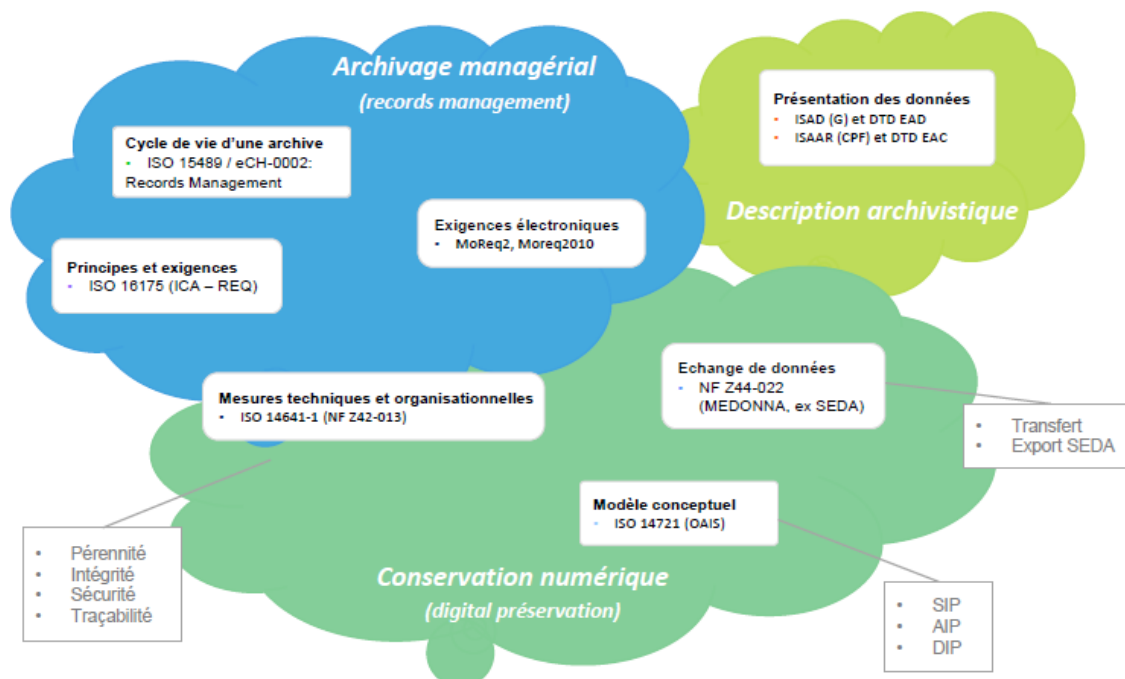 Archivage managérial
(records management)
Cycle de vie d'une archive
• ISO 15489 / eCH-0002:
Records Management
Exigences électroniques
• MoReq2, Moreq2010
Principes et exigences
• ISO 16175 (ICA – REQ)
Présentation des données
• ISAD (G) et DTD EAD
• ISAAR (CPF) et DTD EAC
Description archivistique
Mesures techniques et organisationnelles
• ISO 14641-1 (NF Z42-013)
Echange de données
• NF Z44-022
(MEDONNA, ex SEDA)
• Transfert
• Export SEDA
Modèle conceptuel
• ISO 14721 (OAIS)
Conservation numérique
(digital préservation)
• Pérennité
• Intégrité
• Sécurité
• Traçabilité
• SIP
• AIP
• DIP